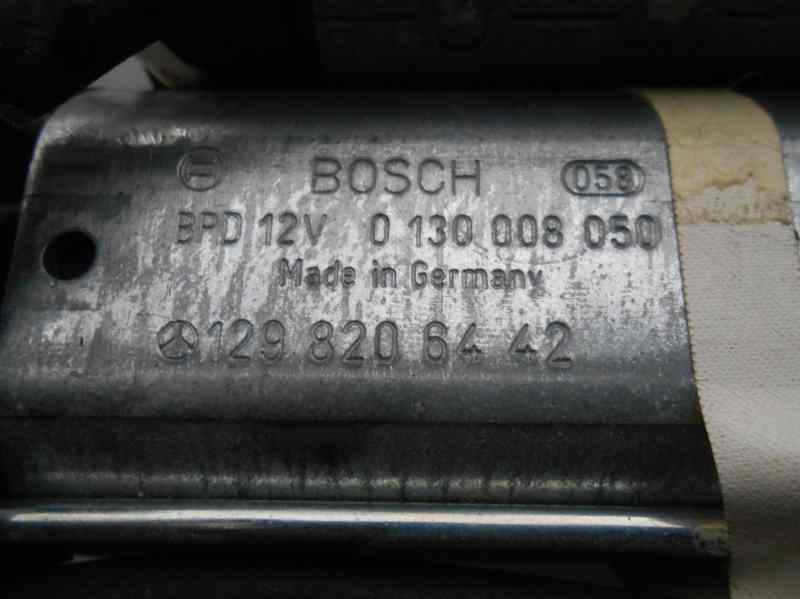 BOSCH 058
BPD 12V 0 130 008 050
Made in Germany
129 820 64 42